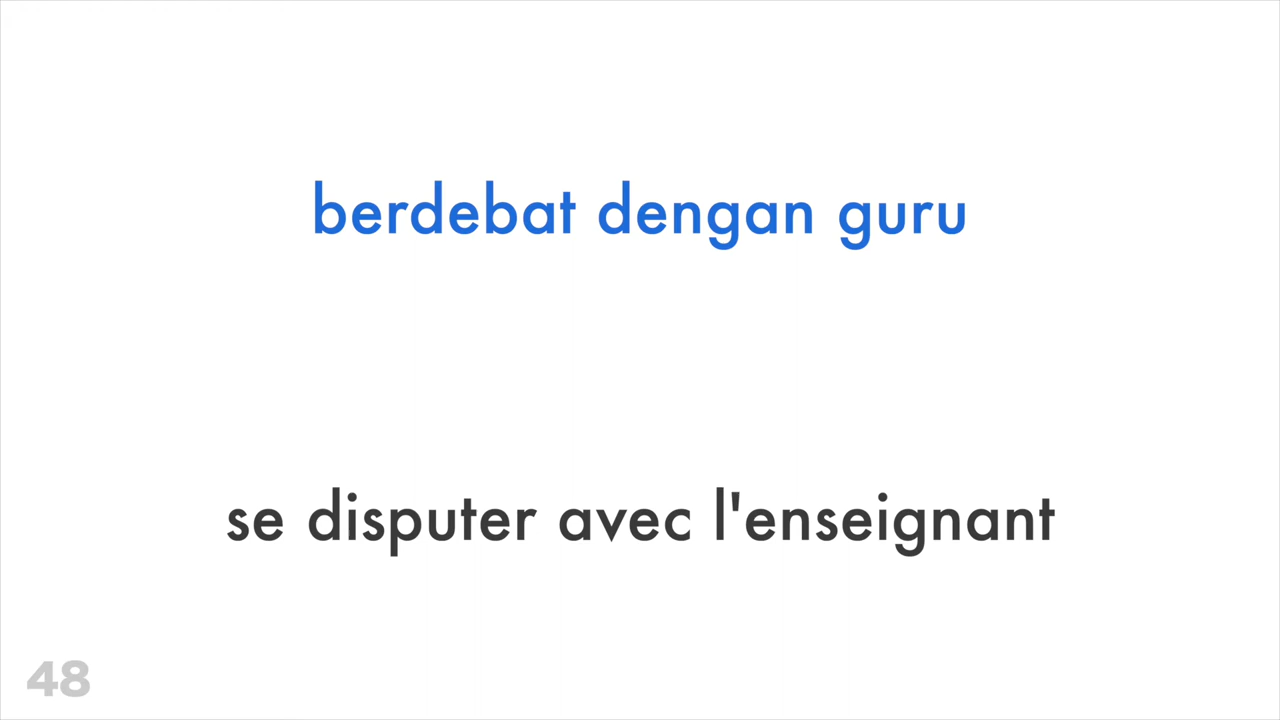 berdebat dengan guru
se disputer avec l'enseignant
48